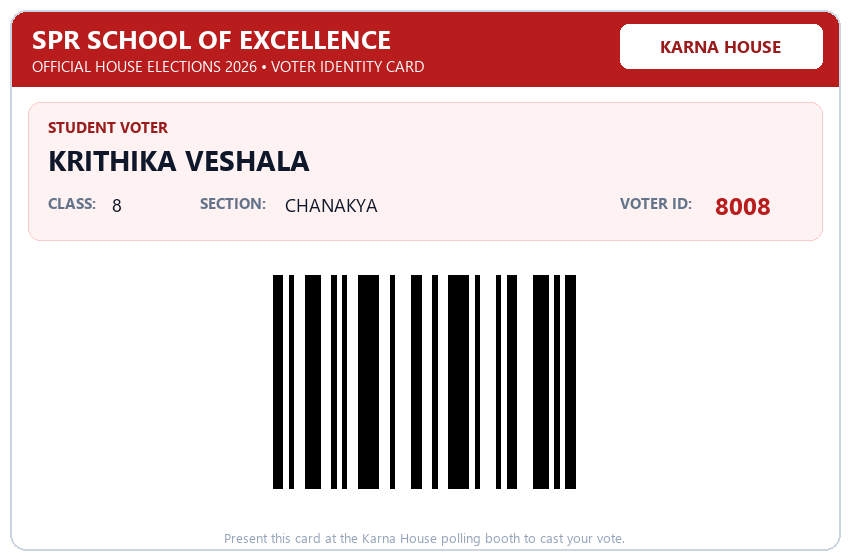 SPR SCHOOL OF EXCELLENCE
OFFICIAL HOUSE ELECTIONS 2026 • VOTER IDENTITY CARD
KARNA HOUSE
STUDENT VOTER
KRITHIKA VESHALA
CLASS: 8 SECTION: CHANAKYA VOTER ID: 8008
Present this card at the Karna House polling booth to cast your vote.